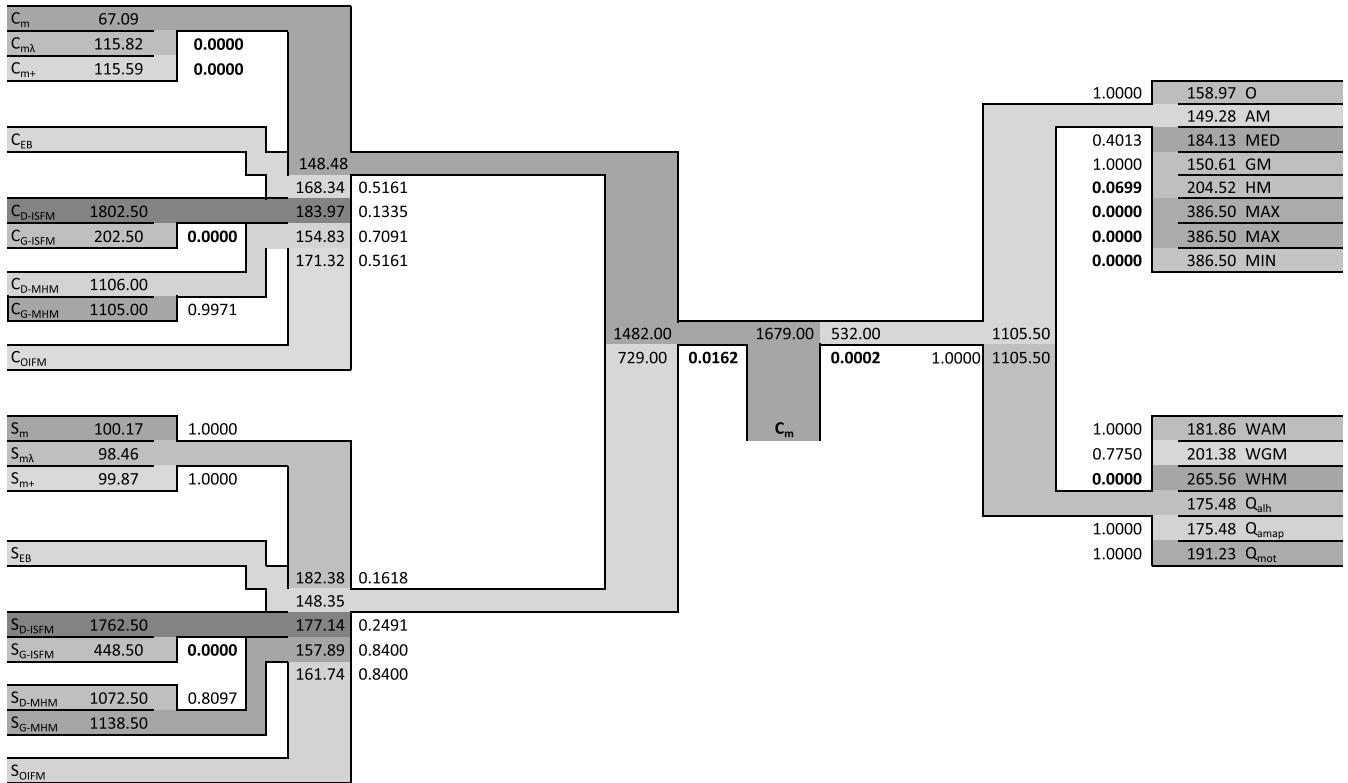 C_m 67.09
C_mλ 115.82 0.0000
C_m+ 115.59 0.0000
C_EB
148.48
168.34 0.5161
C_D-ISFM 1802.50 183.97 0.1335
C_G-ISFM 202.50 0.0000 154.83 0.7091
171.32 0.5161
C_D-MHM 1106.00
C_G-MHM 1105.00 0.9971
C_OIFM
S_m 100.17 1.0000
S_mλ 98.46
S_m+ 99.87 1.0000
S_EB
182.38 0.1618
148.35
S_D-ISFM 1762.50 177.14 0.2491
S_G-ISFM 448.50 0.0000 157.89 0.8400
161.74 0.8400
S_D-MHM 1072.50 0.8097
S_G-MHM 1138.50
S_OIFM
1482.00 1679.00 532.00 1105.50
729.00 0.0162 0.0002 1.0000 1105.50
C_m
1.0000 158.97 O
149.28 AM
0.4013 184.13 MED
1.0000 150.61 GM
0.0699 204.52 HM
0.0000 386.50 MAX
0.0000 386.50 MAX
0.0000 386.50 MIN
1.0000 181.86 WAM
0.7750 201.38 WGM
0.0000 265.56 WHM
175.48 Q_alh
1.0000 175.48 Q_amap
1.0000 191.23 Q_mot